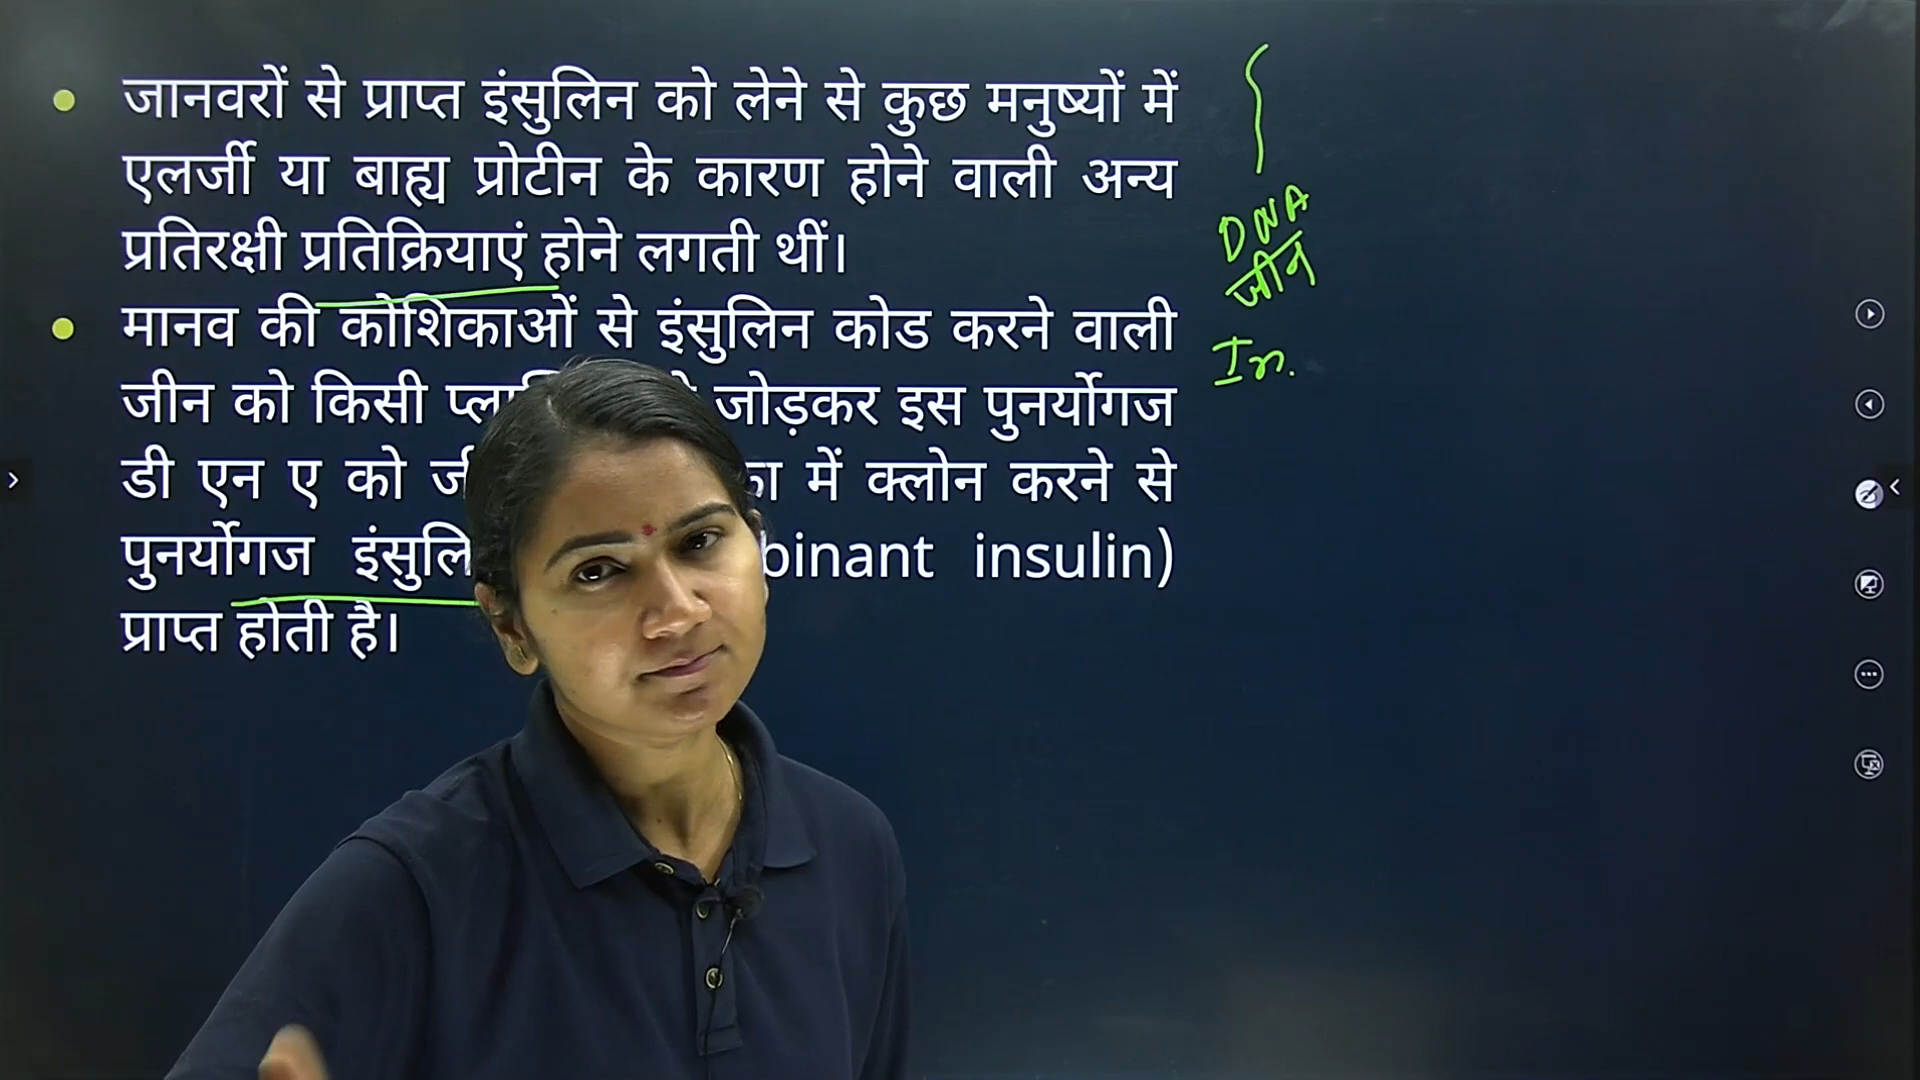 जानवरों से प्राप्त इंसुलिन को लेने से कुछ मनुष्यों में
एलर्जी या बाह्य प्रोटीन के कारण होने वाली अन्य
प्रतिरक्षी प्रतिक्रियाएं होने लगती थीं।
मानव की कोशिकाओं से इंसुलिन कोड करने वाली
जीन को किसी जोड़कर इस पुनर्योगज
डी एन ए को में क्लोन करने से
पुनर्योगज insulin)
प्राप्त होती है।
DNA
जीन
In.